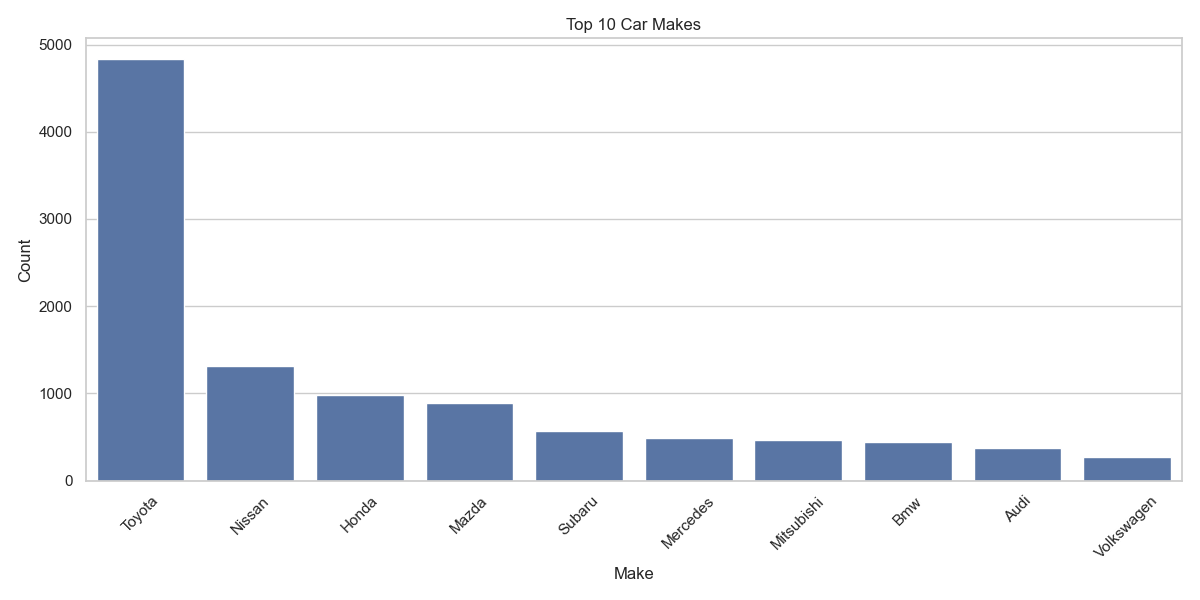 Top 10 Car Makes
5000
4000
3000
2000
1000
0
Count
Toyota
Nissan
Honda
Mazda
Subaru
Mercedes
Mitsubishi
Bmw
Audi
Volkswagen
Make